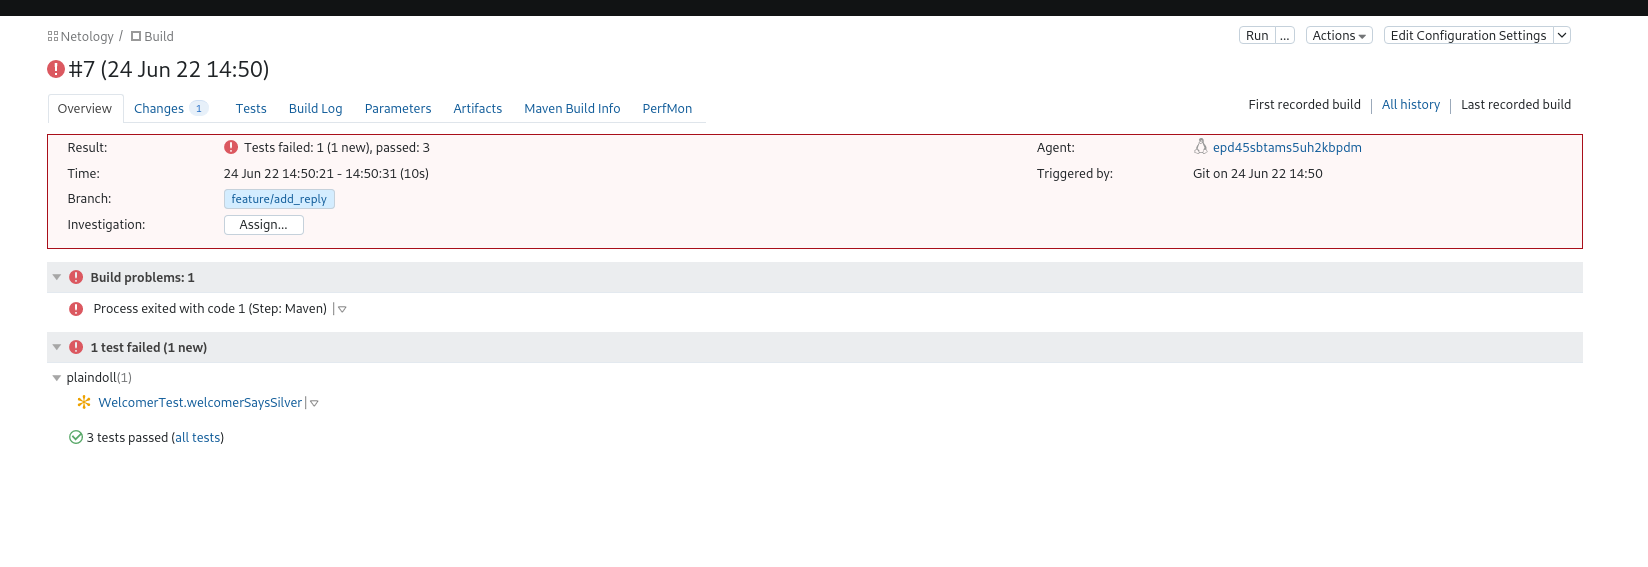 Netology / Build
Run ... Actions Edit Configuration Settings
#7 (24 Jun 22 14:50)
Overview Changes 1 Tests Build Log Parameters Artifacts Maven Build Info PerfMon
First recorded build | All history | Last recorded build
Result: Tests failed: 1 (1 new), passed: 3 Agent: epd45sbtams5uh2kbpdm
Time: 24 Jun 22 14:50:21 - 14:50:31 (10s) Triggered by: Git on 24 Jun 22 14:50
Branch: feature/add_reply
Investigation: Assign...
Build problems: 1
Process exited with code 1 (Step: Maven)
1 test failed (1 new)
plaindoll(1)
WelcomerTest.welcomerSaysSilver
3 tests passed (all tests)